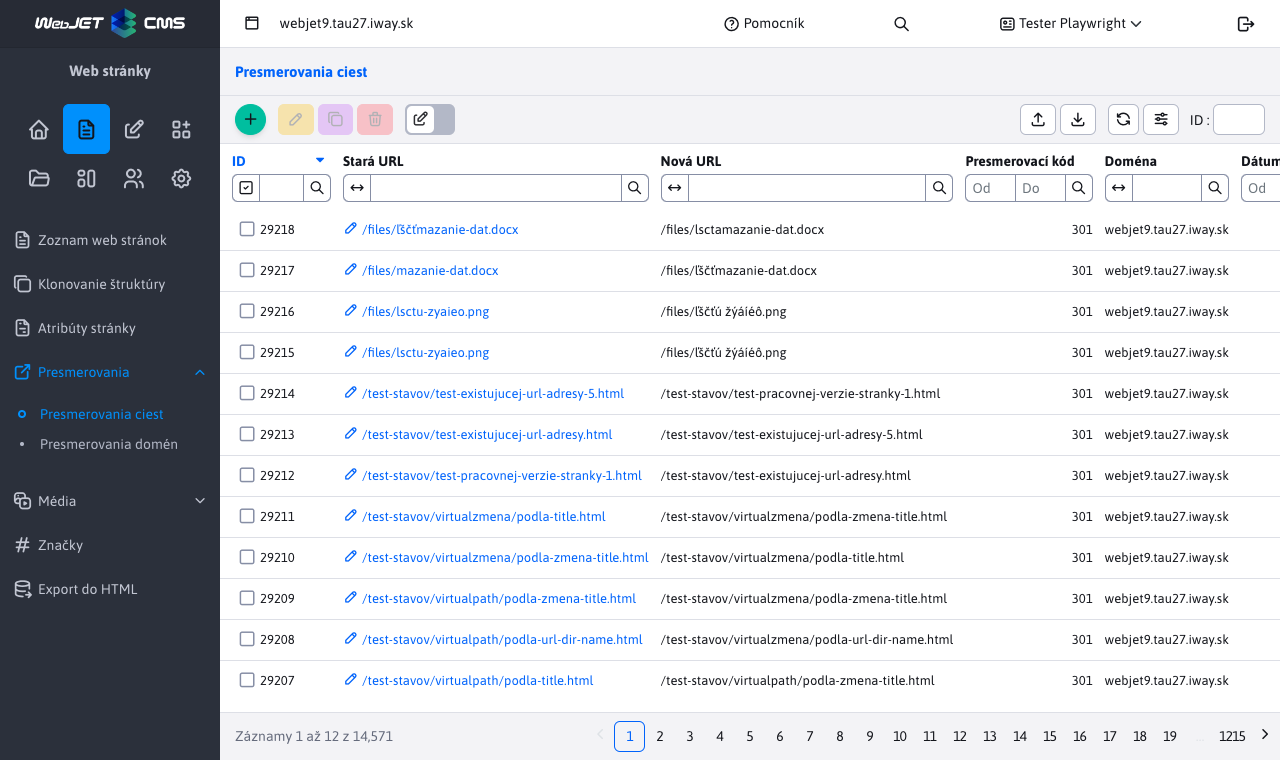 WebJET CMS
webjet9.tau27.iway.sk
Pomocník
Tester Playwright
Web stránky
Presmerovania ciest
ID :
Zoznam web stránok
Klonovanie štruktúry
Atribúty stránky
Presmerovania
Presmerovania ciest
Presmerovania domén
Média
Značky
Export do HTML
ID Stará URL Nová URL Presmerovací kód Doména Dátum
Od Do Od
29218 /files/ľščťmazanie-dat.docx /files/lsctamazanie-dat.docx 301 webjet9.tau27.iway.sk
29217 /files/mazanie-dat.docx /files/ľščťmazanie-dat.docx 301 webjet9.tau27.iway.sk
29216 /files/lsctu-zyaieo.png /files/ľščťú žýáíéô.png 301 webjet9.tau27.iway.sk
29215 /files/lsctu-zyaieo.png /files/ľščťú žýáíéô.png 301 webjet9.tau27.iway.sk
29214 /test-stavov/test-existujucej-url-adresy-5.html /test-stavov/test-pracovnej-verzie-stranky-1.html 301 webjet9.tau27.iway.sk
29213 /test-stavov/test-existujucej-url-adresy.html /test-stavov/test-existujucej-url-adresy-5.html 301 webjet9.tau27.iway.sk
29212 /test-stavov/test-pracovnej-verzie-stranky-1.html /test-stavov/test-existujucej-url-adresy.html 301 webjet9.tau27.iway.sk
29211 /test-stavov/virtualzmena/podla-title.html /test-stavov/virtualzmena/podla-zmena-title.html 301 webjet9.tau27.iway.sk
29210 /test-stavov/virtualzmena/podla-zmena-title.html /test-stavov/virtualzmena/podla-title.html 301 webjet9.tau27.iway.sk
29209 /test-stavov/virtualpath/podla-zmena-title.html /test-stavov/virtualzmena/podla-zmena-title.html 301 webjet9.tau27.iway.sk
29208 /test-stavov/virtualpath/podla-url-dir-name.html /test-stavov/virtualzmena/podla-url-dir-name.html 301 webjet9.tau27.iway.sk
29207 /test-stavov/virtualpath/podla-title.html /test-stavov/virtualpath/podla-zmena-title.html 301 webjet9.tau27.iway.sk
Záznamy 1 až 12 z 14,571 1 2 3 4 5 6 7 8 9 10 11 12 13 14 15 16 17 18 19 … 1215